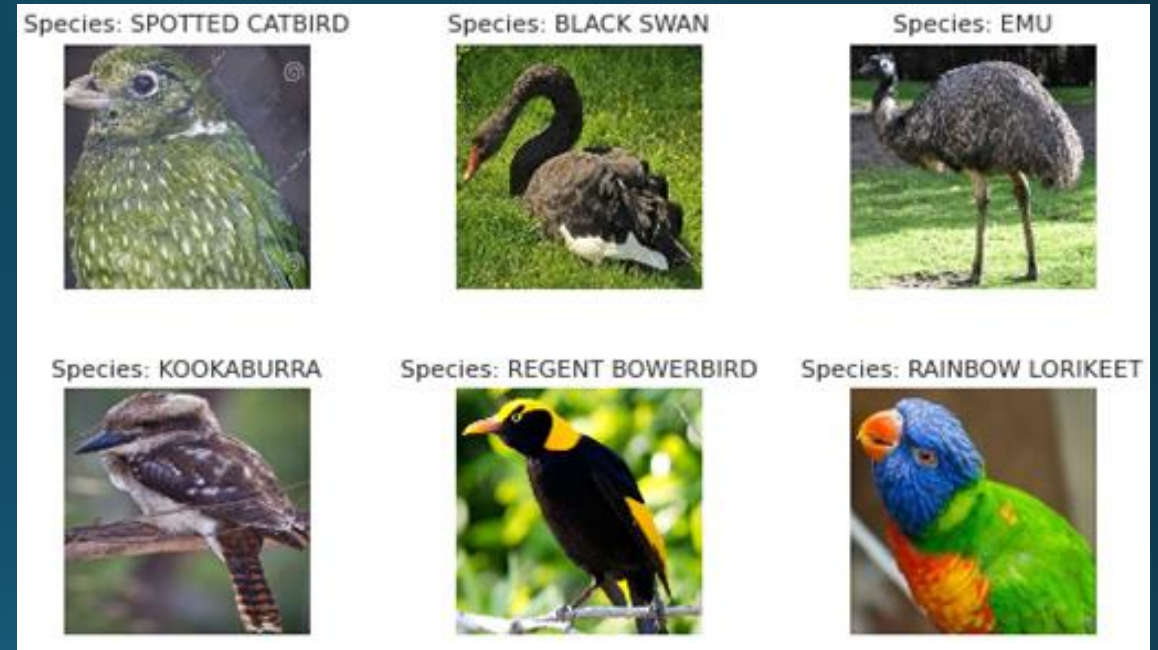 Species: SPOTTED CATBIRD
Species: BLACK SWAN
Species: EMU
Species: KOOKABURRA
Species: REGENT BOWERBIRD
Species: RAINBOW LORIKEET